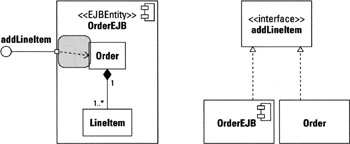 <<EJBEntity>>
OrderEJB
addLineItem
Order
1
1..*
LineItem
<<interface>>
addLineItem
OrderEJB
Order